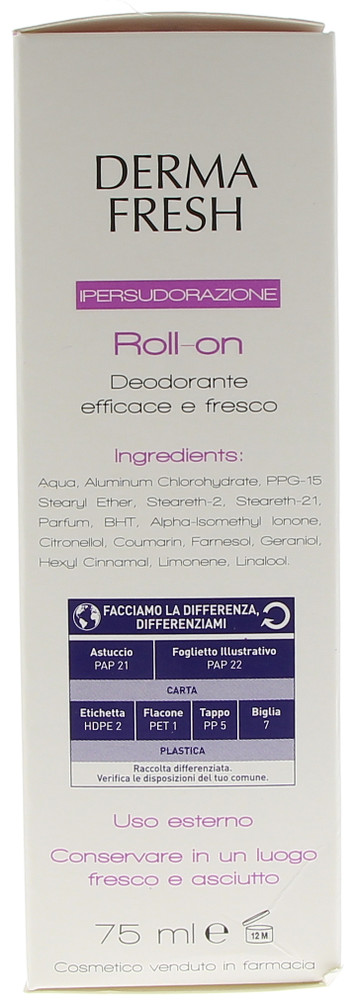 DERMA
FRESH
IPERSUDORAZIONE
Roll-on
Deodorante
efficace e fresco
Ingredients:
Aqua, Aluminum Chlorohydrate, PPG-15
Stearyl Ether, Steareth-2, Steareth-21,
Parfum, BHT, Alpha-Isomethyl Ionone,
Citronellol, Coumarin, Farnesol, Geraniol,
Hexyl Cinnamal, Limonene, Linalool.
FACCIAMO LA DIFFERENZA,
DIFFERENZIAMI
Astuccio Foglietto Illustrativo
PAP 21 PAP 22
CARTA
Etichetta Flacone Tappo Biglia
HDPE 2 PET 1 PP 5 7
PLASTICA
Raccolta differenziata.
Verifica le disposizioni del tuo comune.
Uso esterno
Conservare in un luogo
fresco e asciutto
75 ml e 12 M
Cosmetico venduto in farmacia